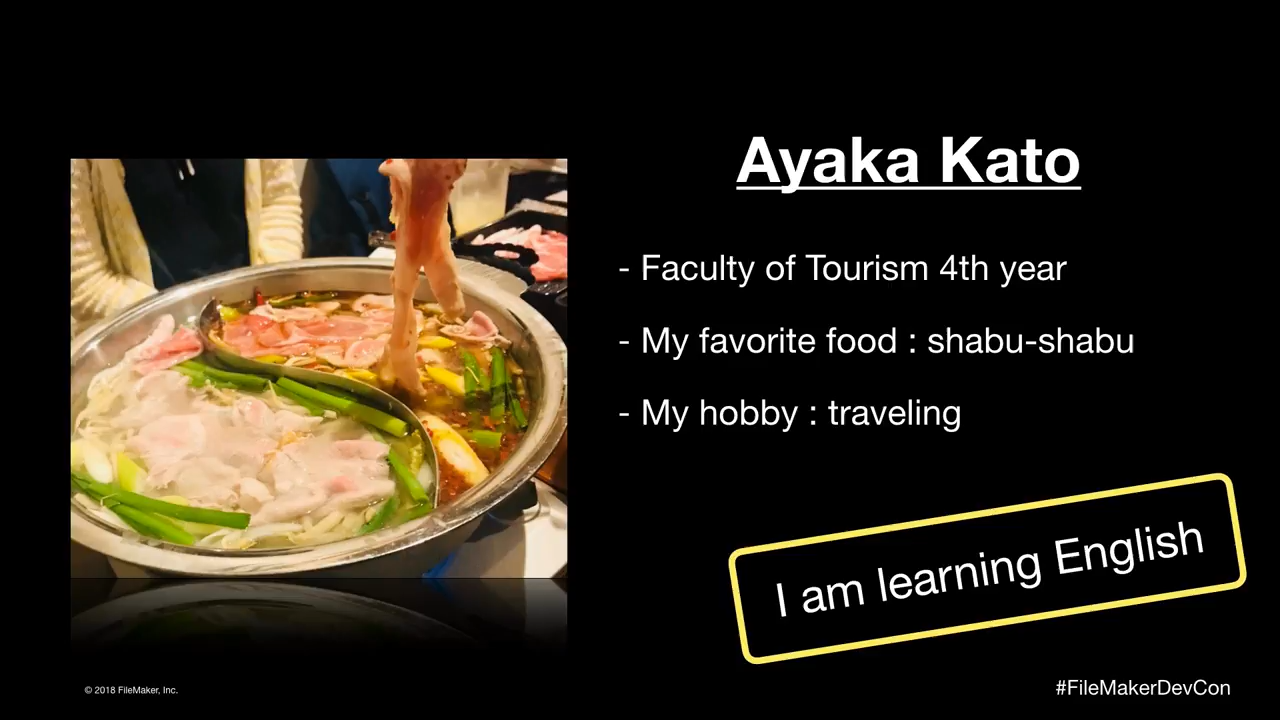 Ayaka Kato
- Faculty of Tourism 4th year
- My favorite food : shabu-shabu
- My hobby : traveling
I am learning English
© 2018 FileMaker, Inc.
#FileMakerDevCon